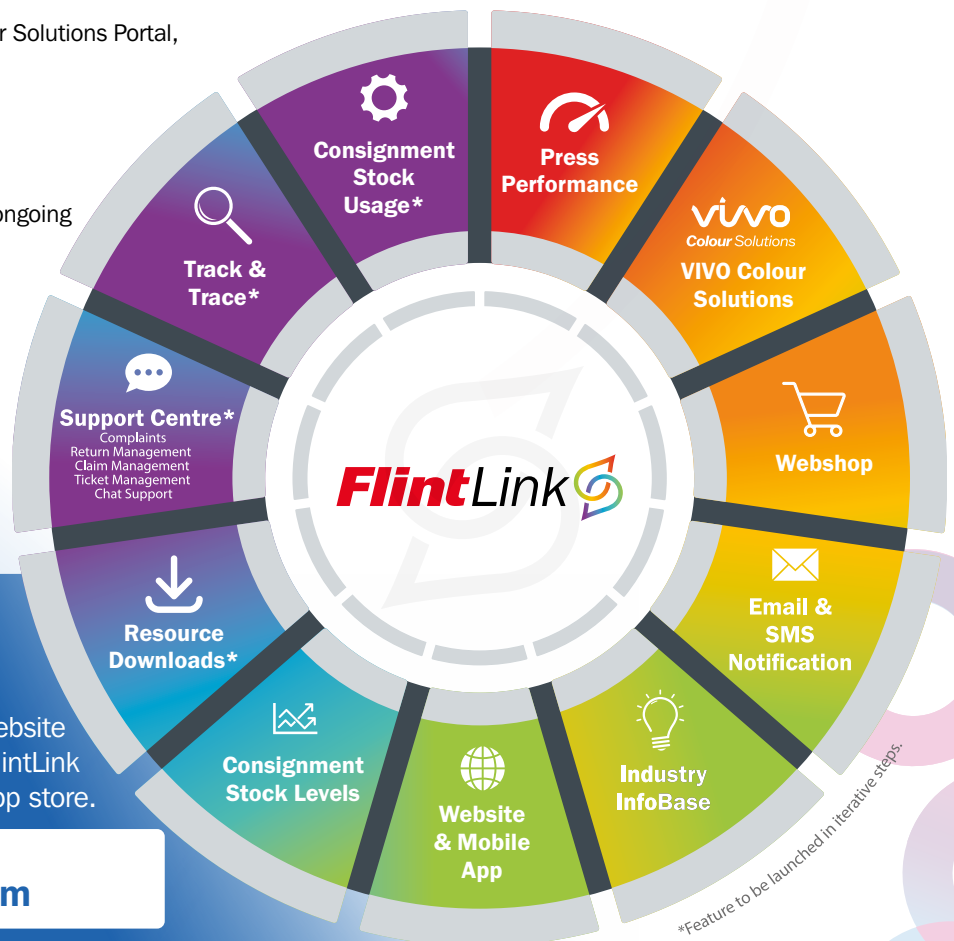 r Solutions Portal,
ongoing
Consignment
Stock
Usage*
Press
Performance
vivo
Colour Solutions
VIVO Colour
Solutions
Webshop
Email &
SMS
Notification
Industry
InfoBase
Website
& Mobile
App
Consignment
Stock Levels
Resource
Downloads*
Support Centre*
Complaints
Return Management
Claim Management
Ticket Management
Chat Support
Track &
Trace*
FlintLink
ebsite
intLink
op store.
m
*Feature to be launched in iterative steps.